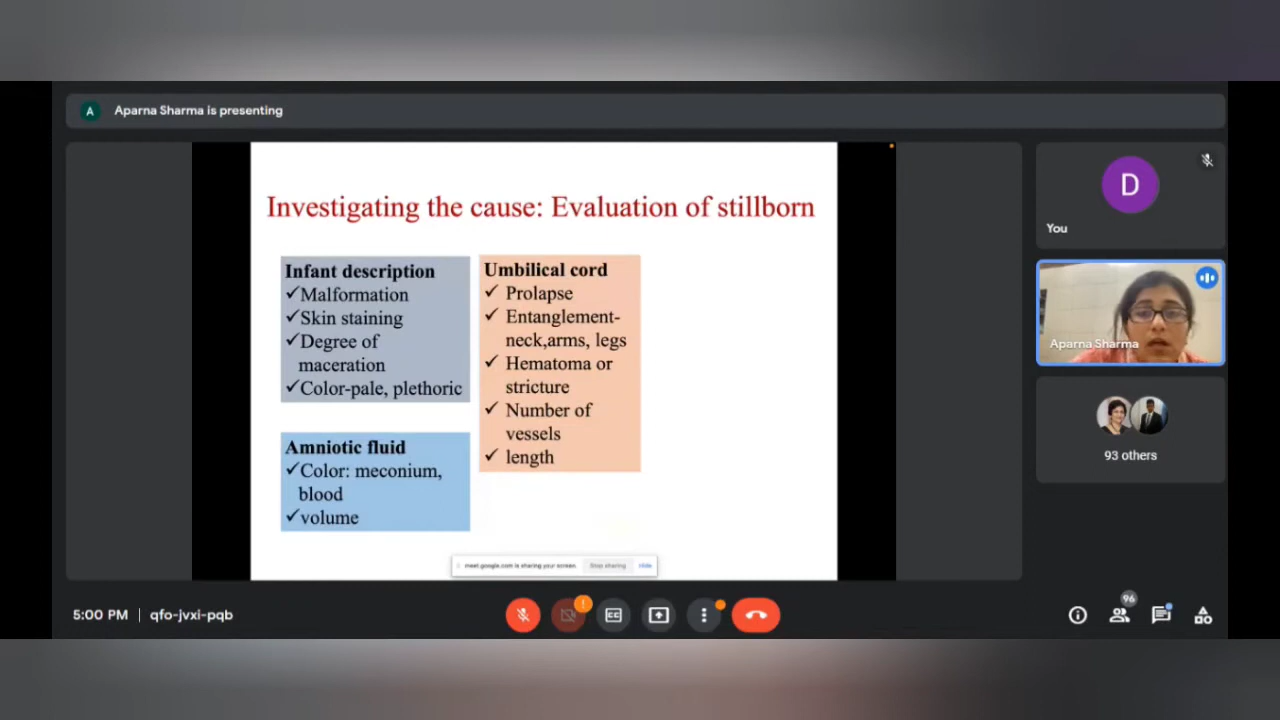 A
Aparna Sharma is presenting
Investigating the cause: Evaluation of stillborn
Infant description
✓Malformation
✓Skin staining
✓Degree of
maceration
✓Color-pale, plethoric
Amniotic fluid
✓Color: meconium,
blood
✓volume
Umbilical cord
✓ Prolapse
✓ Entanglement-
neck,arms, legs
✓ Hematoma or
stricture
✓ Number of
vessels
✓ length
meet.google.com is sharing your screen. Stop sharing Hide
D
You
Aparna Sharma
93 others
5:00 PM | qfo-jvxi-pqb
!
CC
96